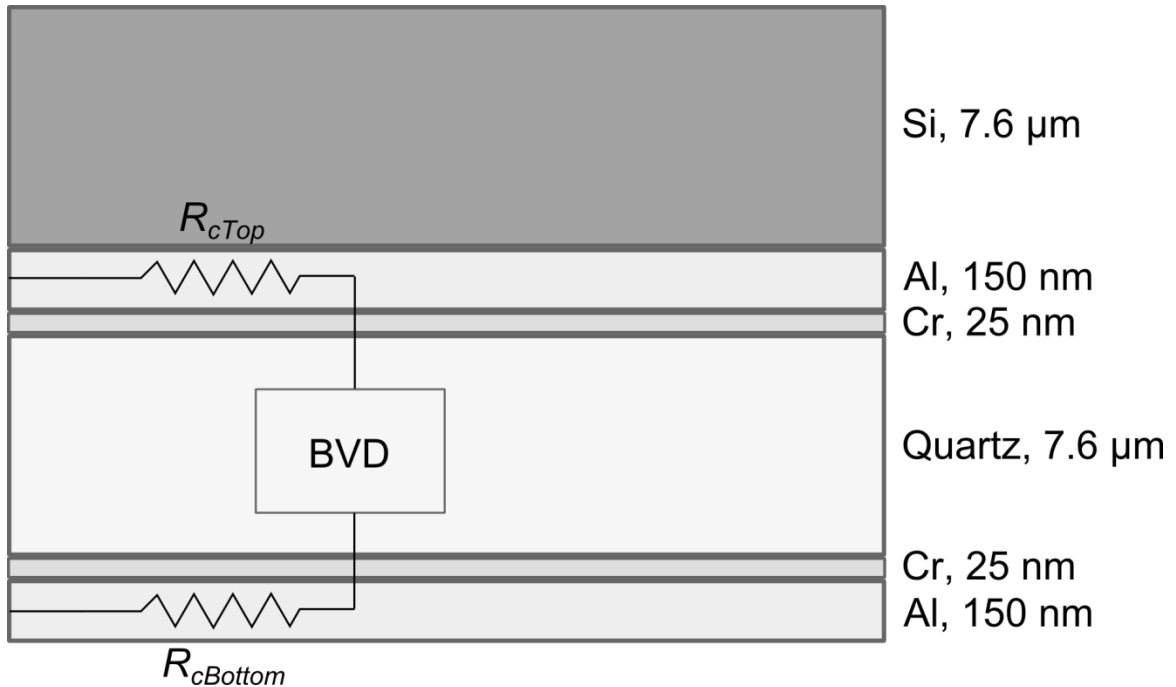 Si, 7.6 µm
RcTop
Al, 150 nm
Cr, 25 nm
BVD
Quartz, 7.6 µm
Cr, 25 nm
Al, 150 nm
RcBottom